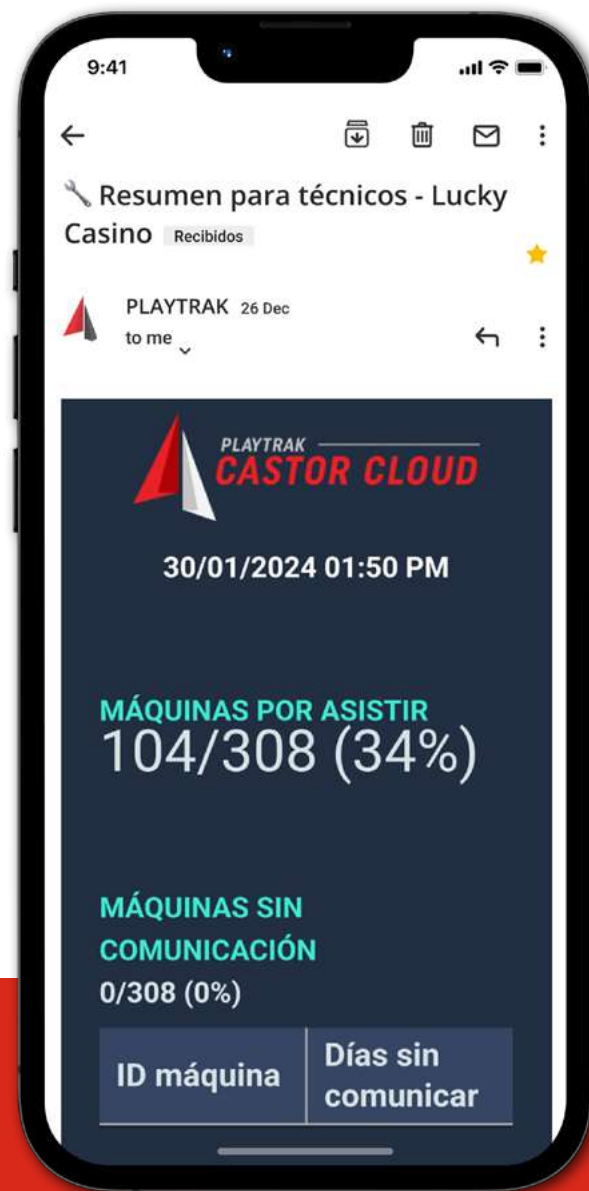 9:41
🔧 Resumen para técnicos - Lucky
Casino Recibidos
PLAYTRAK 26 Dec
to me
PLAYTRAK
CASTOR CLOUD
30/01/2024 01:50 PM
MÁQUINAS POR ASISTIR
104/308 (34%)
MÁQUINAS SIN
COMUNICACIÓN
0/308 (0%)
ID máquina
Días sin
comunicar